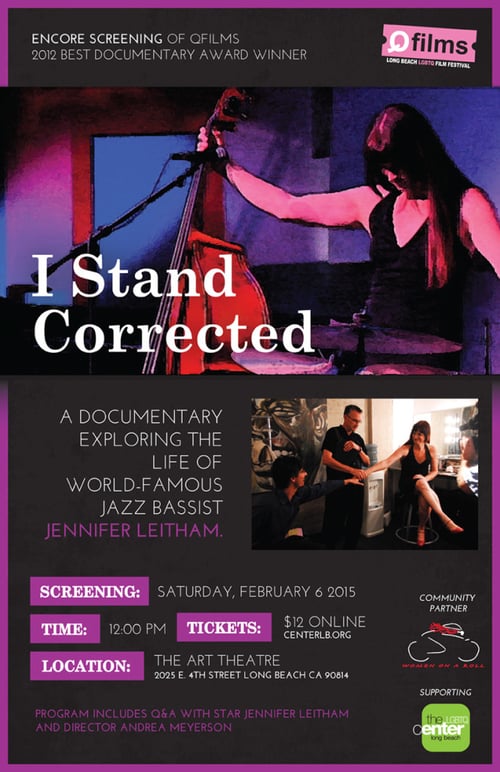 ENCORE SCREENING OF QFILMS
2012 BEST DOCUMENTARY AWARD WINNER
Qfilms
LONG BEACH LGBTQ FILM FESTIVAL
I Stand
Corrected
A DOCUMENTARY
EXPLORING THE
LIFE OF
WORLD-FAMOUS
JAZZ BASSIST
JENNIFER LEITHAM.
SCREENING: SATURDAY, FEBRUARY 6 2015
TIME: 12:00 PM TICKETS: $12 ONLINE
CENTERLB.ORG
LOCATION: THE ART THEATRE
2025 E. 4TH STREET LONG BEACH CA 90814
PROGRAM INCLUDES Q&A WITH STAR JENNIFER LEITHAM
AND DIRECTOR ANDREA MEYERSON
COMMUNITY
PARTNER
WOMEN ON A ROLL
SUPPORTING
the LGBTQ
center
long beach